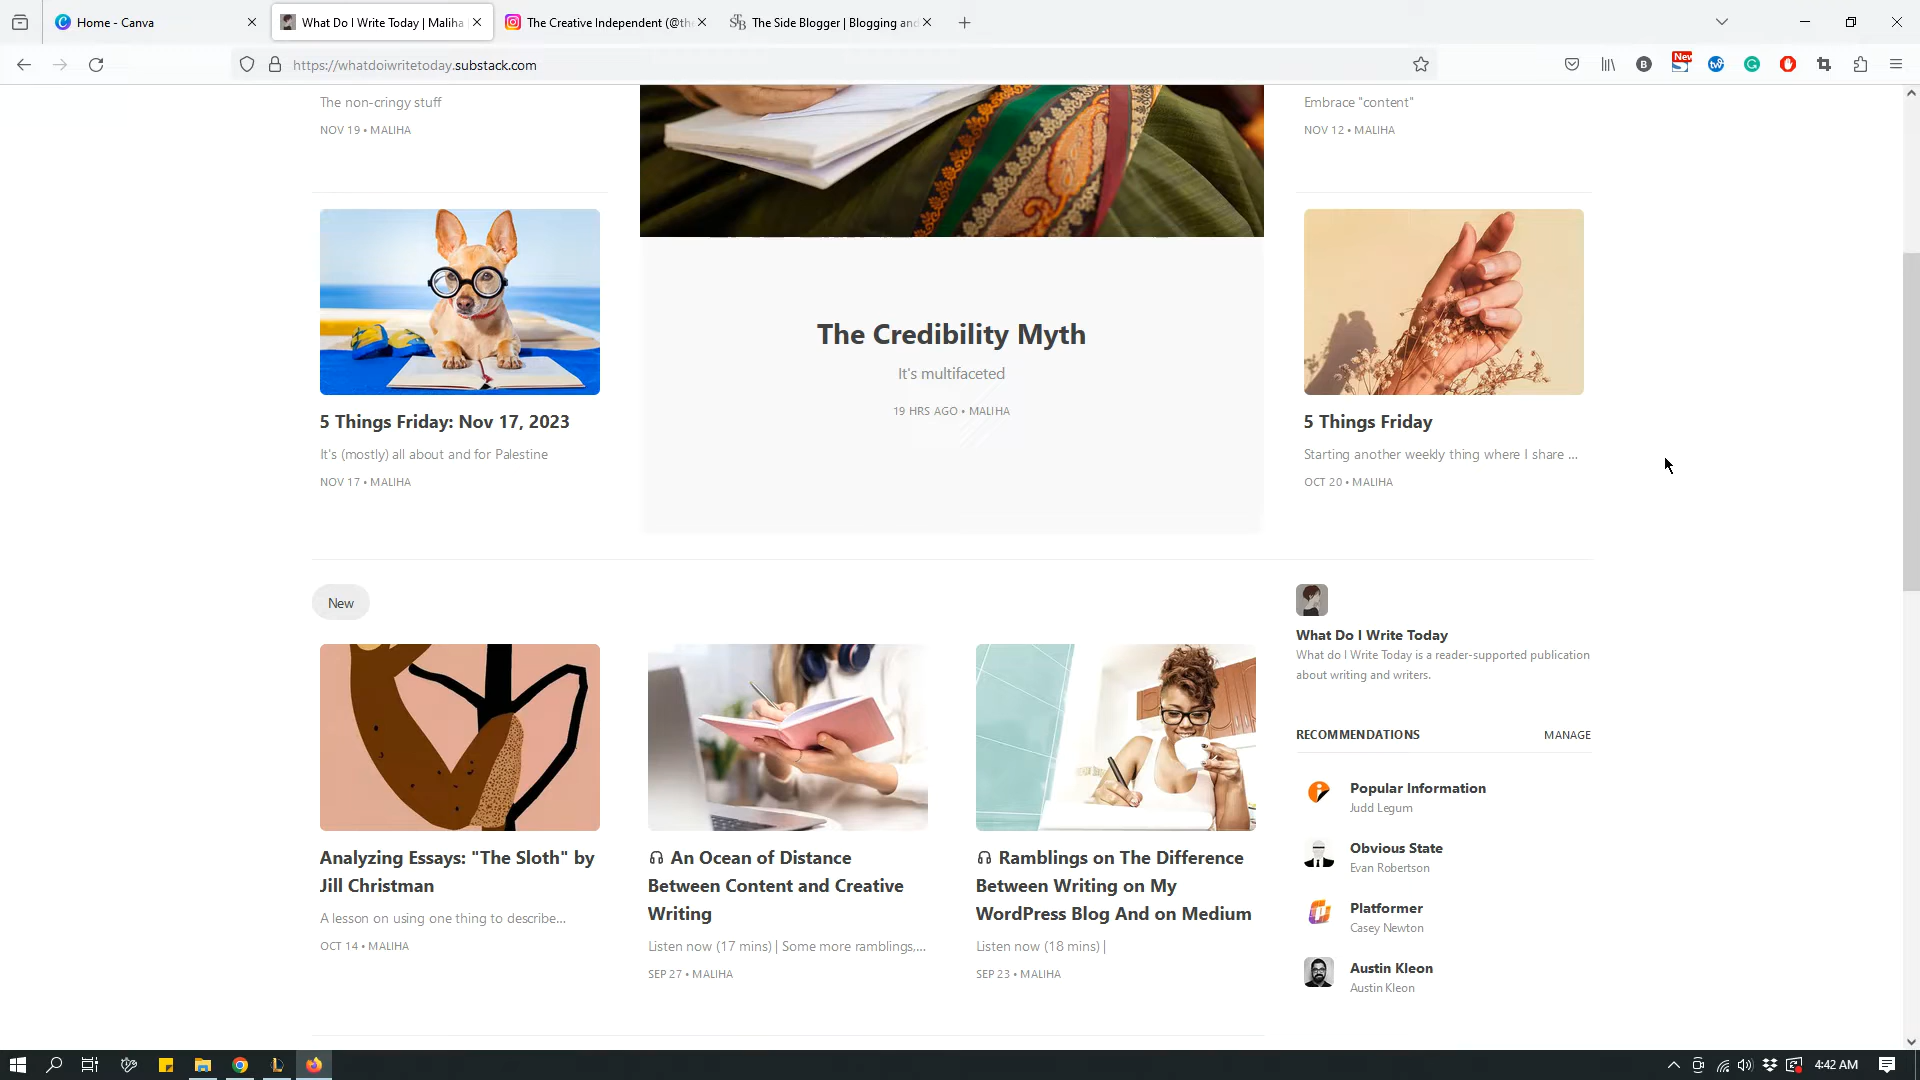 Home - Canva
What Do I Write Today | Maliha
The Creative Independent (@th
The Side Blogger | Blogging and
https://whatdoiwritetoday.substack.com
New
The non-cringy stuff
NOV 19 • MALIHA
Embrace "content"
NOV 12 • MALIHA
5 Things Friday: Nov 17, 2023
It's (mostly) all about and for Palestine
NOV 17 • MALIHA
The Credibility Myth
It's multifaceted
19 HRS AGO • MALIHA
5 Things Friday
Starting another weekly thing where I share ...
OCT 20 • MALIHA
New
Analyzing Essays: "The Sloth" by
Jill Christman
A lesson on using one thing to describe...
OCT 14 • MALIHA
An Ocean of Distance
Between Content and Creative
Writing
Listen now (17 mins) | Some more ramblings,...
SEP 27 • MALIHA
Ramblings on The Difference
Between Writing on My
WordPress Blog And on Medium
Listen now (18 mins) |
SEP 23 • MALIHA
What Do I Write Today
What do I Write Today is a reader-supported publication
about writing and writers.
RECOMMENDATIONS
MANAGE
Popular Information
Judd Legum
Obvious State
Evan Robertson
Platformer
Casey Newton
Austin Kleon
Austin Kleon
4:42 AM